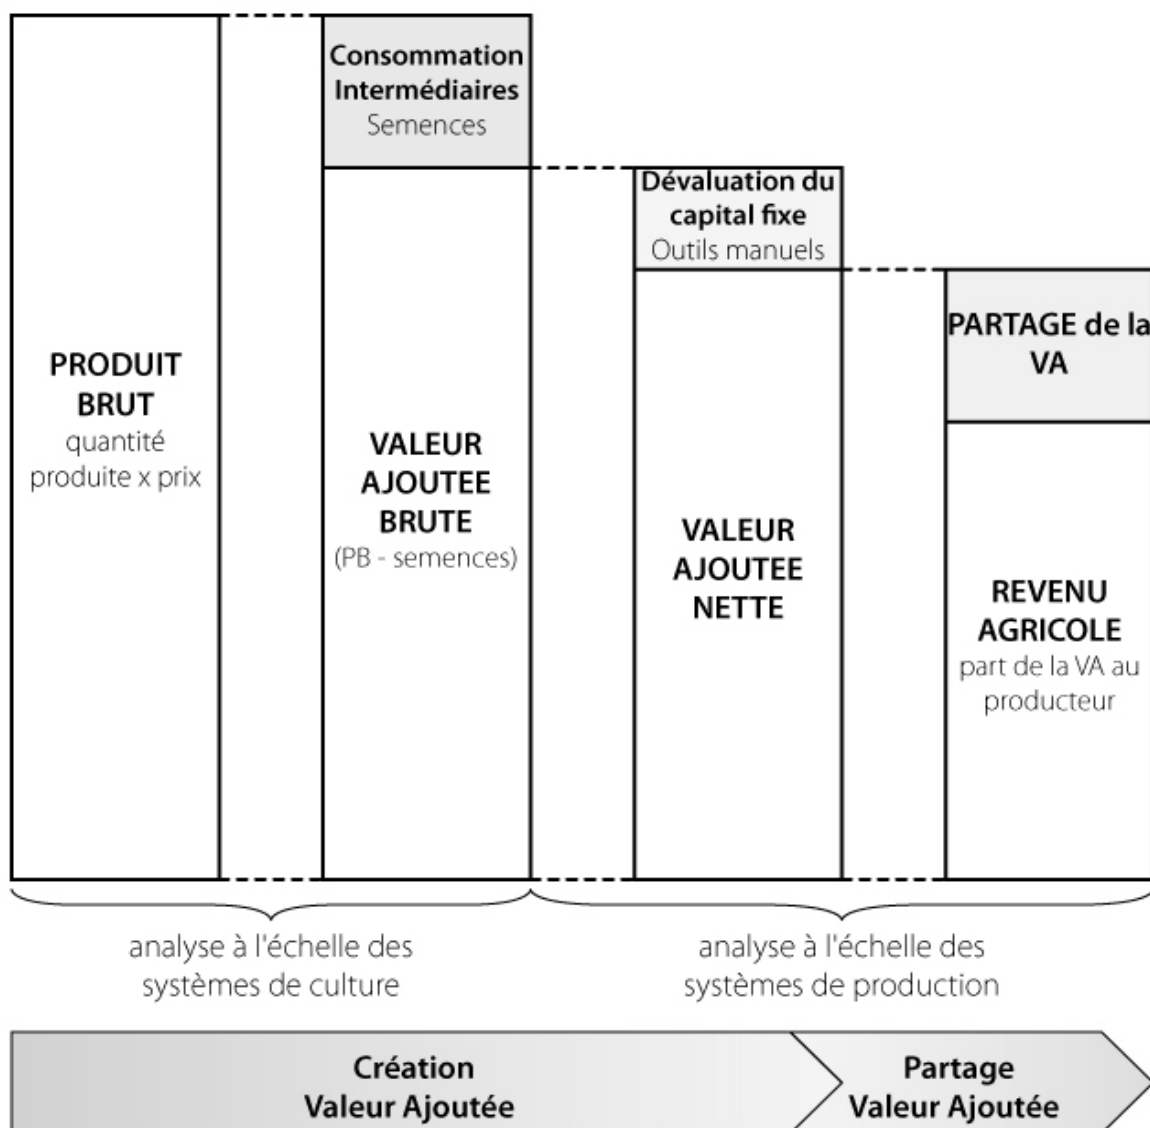 PRODUIT
BRUT
quantité
produite x prix
Consommation
Intermédiaires
Semences
VALEUR
AJOUTEE
BRUTE
(PB - semences)
Dévaluation du
capital fixe
Outils manuels
VALEUR
AJOUTEE
NETTE
PARTAGE de la
VA
REVENU
AGRICOLE
part de la VA au
producteur
analyse à l'échelle des
systèmes de culture
analyse à l'échelle des
systèmes de production
Création
Valeur Ajoutée
Partage
Valeur Ajoutée